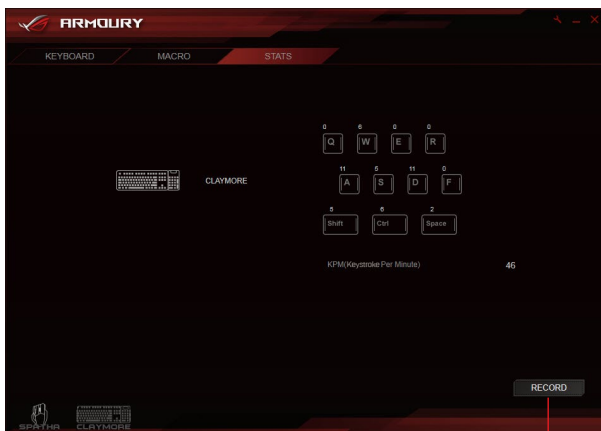 ARMOURY
KEYBOARD MACRO STATS
0 6 0 0
Q W E R
11 5 11 0
A S D F
CLAYMORE
5 6 2
Shift Ctrl Space
KPM(Keystroke Per Minute) 46
RECORD
SPATHA CLAYMORE